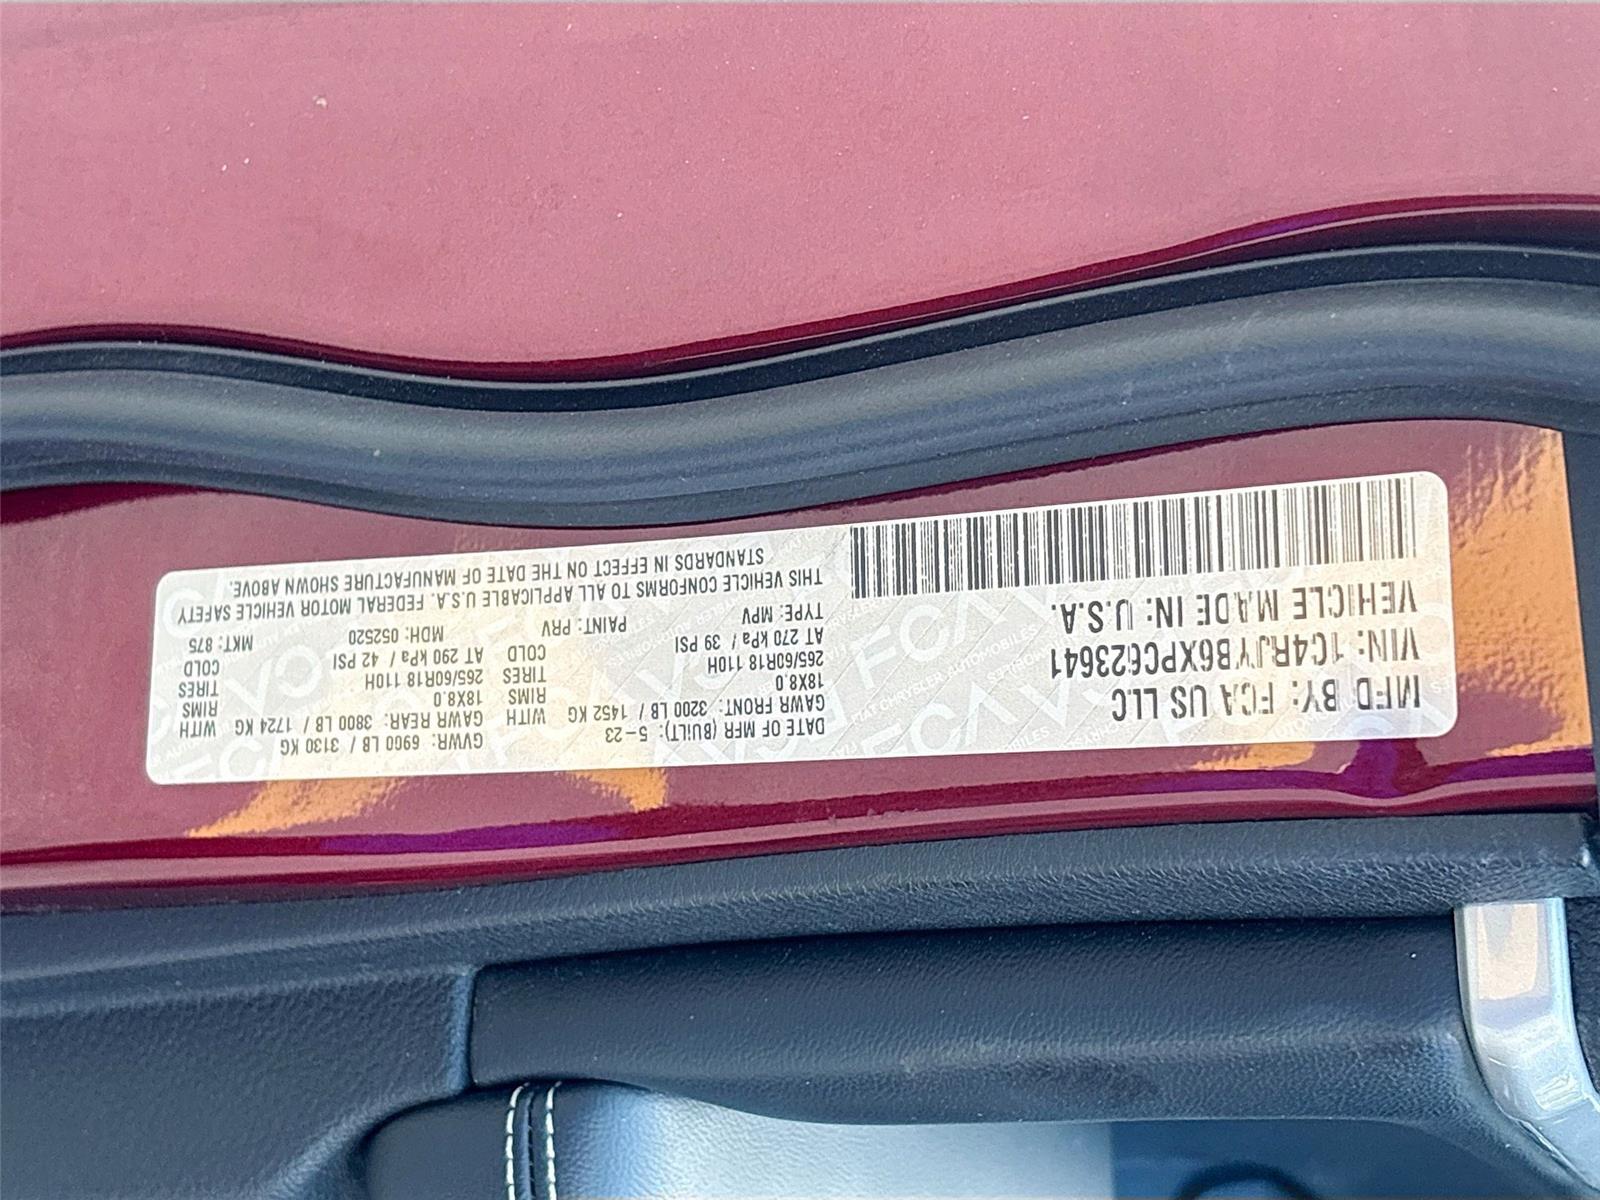 MFD BY: FCA US LLC
DATE OF MFR (BUILT): 5-23
GVWR: 6960 LB / 3130 KG
GAWR FRONT: 3200 LB / 1452 KG WITH
18X8.0 RIMS
265/60R18 110H TIRES
AT 270 kPa / 39 PSI COLD
GAWR REAR: 3800 LB / 1724 KG WITH
18X8.0 RIMS
265/60R18 110H TIRES
AT 290 kPa / 42 PSI COLD
VIN: 1C4RJYB6XPC623641
TYPE: MPV PAINT: PRV MDH: 052520 MKT: 875
VEHICLE MADE IN: U.S.A.
THIS VEHICLE CONFORMS TO ALL APPLICABLE U.S.A. FEDERAL MOTOR VEHICLE SAFETY
STANDARDS IN EFFECT ON THE DATE OF MANUFACTURE SHOWN ABOVE.